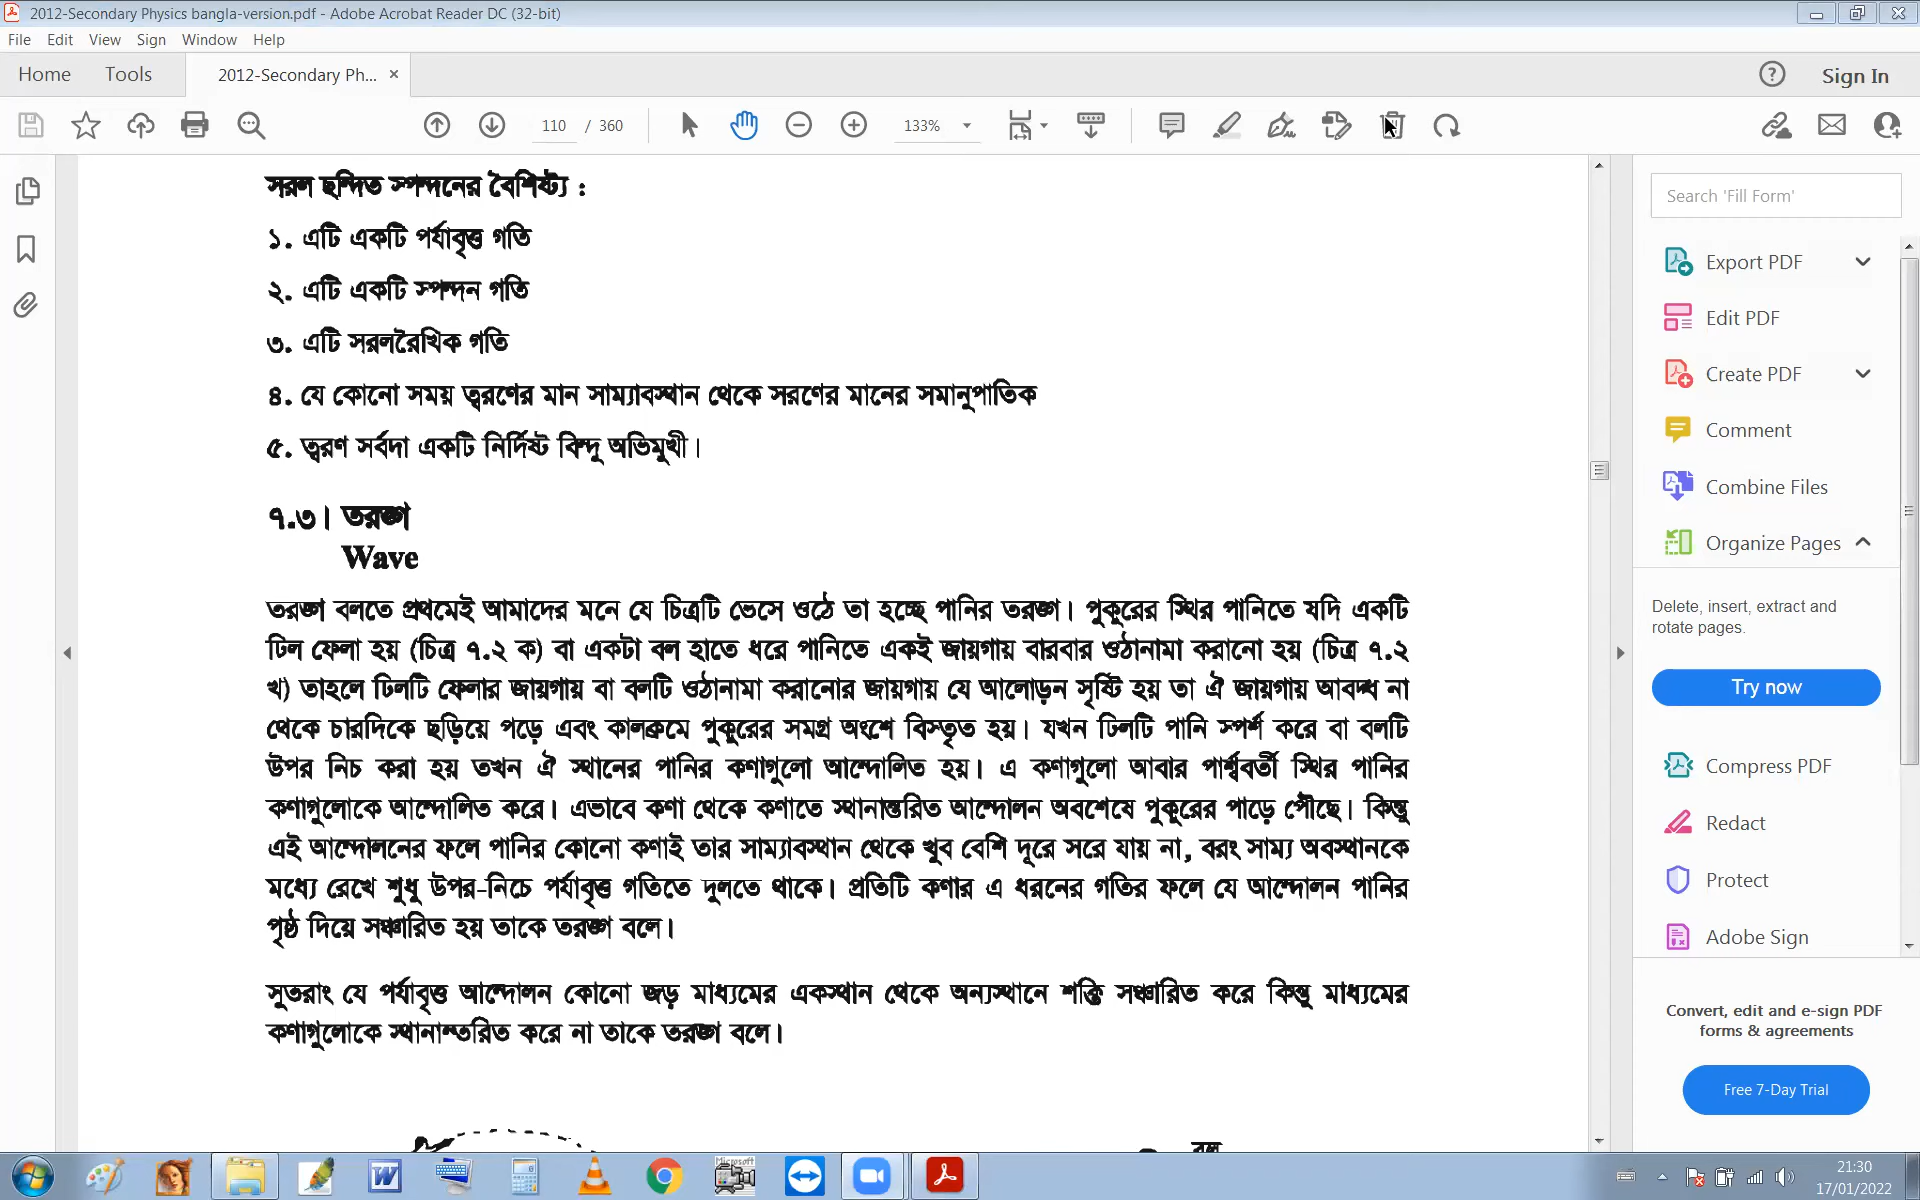 2012-Secondary Physics bangla-version.pdf - Adobe Acrobat Reader DC (32-bit)
File Edit View Sign Window Help
Home Tools 2012-Secondary Ph... × Sign In
110 / 360 133%
সরল ছন্দিত স্পন্দনের বৈশিষ্ট্য :
১. এটি একটি পর্যাবৃত্ত গতি
২. এটি একটি স্পন্দন গতি
৩. এটি সরলরৈখিক গতি
৪. যে কোনো সময় ত্বরণের মান সাম্যাবস্থান থেকে সরণের মানের সমানুপাতিক
৫. ত্বরণ সর্বদা একটি নির্দিষ্ট বিন্দু অভিমুখী।
৭.৩। তরঙ্গ
Wave
তরঙ্গ বলতে প্রথমেই আমাদের মনে যে চিত্রটি ভেসে ওঠে তা হচ্ছে পানির তরঙ্গ। পুকুরের স্থির পানিতে যদি একটি
ঢিল ফেলা হয় (চিত্র ৭.২ ক) বা একটা বল হাতে ধরে পানিতে একই জায়গায় বারবার ওঠানামা করানো হয় (চিত্র ৭.২
খ) তাহলে ঢিলটি ফেলার জায়গায় বা বলটি ওঠানামা করানোর জায়গায় যে আলোড়ন সৃষ্টি হয় তা ঐ জায়গায় আবদ্ধ না
থেকে চারদিকে ছড়িয়ে পড়ে এবং কালক্রমে পুকুরের সমগ্র অংশে বিস্তৃত হয়। যখন ঢিলটি পানি স্পর্শ করে বা বলটি
উপর নিচ করা হয় তখন ঐ স্থানের পানির কণাগুলো আন্দোলিত হয়। এ কণাগুলো আবার পার্শ্ববর্তী স্থির পানির
কণাগুলোকে আন্দোলিত করে। এভাবে কণা থেকে কণাতে স্থানান্তরিত আন্দোলন অবশেষে পুকুরের পাড়ে পৌঁছে। কিন্তু
এই আন্দোলনের ফলে পানির কোনো কণাই তার সাম্যাবস্থান থেকে খুব বেশি দূরে সরে যায় না, বরং সাম্য অবস্থানকে
মধ্যে রেখে শুধু উপর-নিচে পর্যাবৃত্ত গতিতে দুলতে থাকে। প্রতিটি কণার এ ধরনের গতির ফলে যে আন্দোলন পানির
পৃষ্ঠ দিয়ে সঞ্চারিত হয় তাকে তরঙ্গ বলে।
সুতরাং যে পর্যাবৃত্ত আন্দোলন কোনো জড় মাধ্যমের একস্থান থেকে অন্যস্থানে শক্তি সঞ্চারিত করে কিন্তু মাধ্যমের
কণাগুলোকে স্থানান্তরিত করে না তাকে তরঙ্গ বলে।
Search 'Fill Form'
Export PDF
Edit PDF
Create PDF
Comment
Combine Files
Organize Pages
Delete, insert, extract and
rotate pages.
Try now
Compress PDF
Redact
Protect
Adobe Sign
Convert, edit and e-sign PDF
forms & agreements
Free 7-Day Trial
21:30
17/01/2022